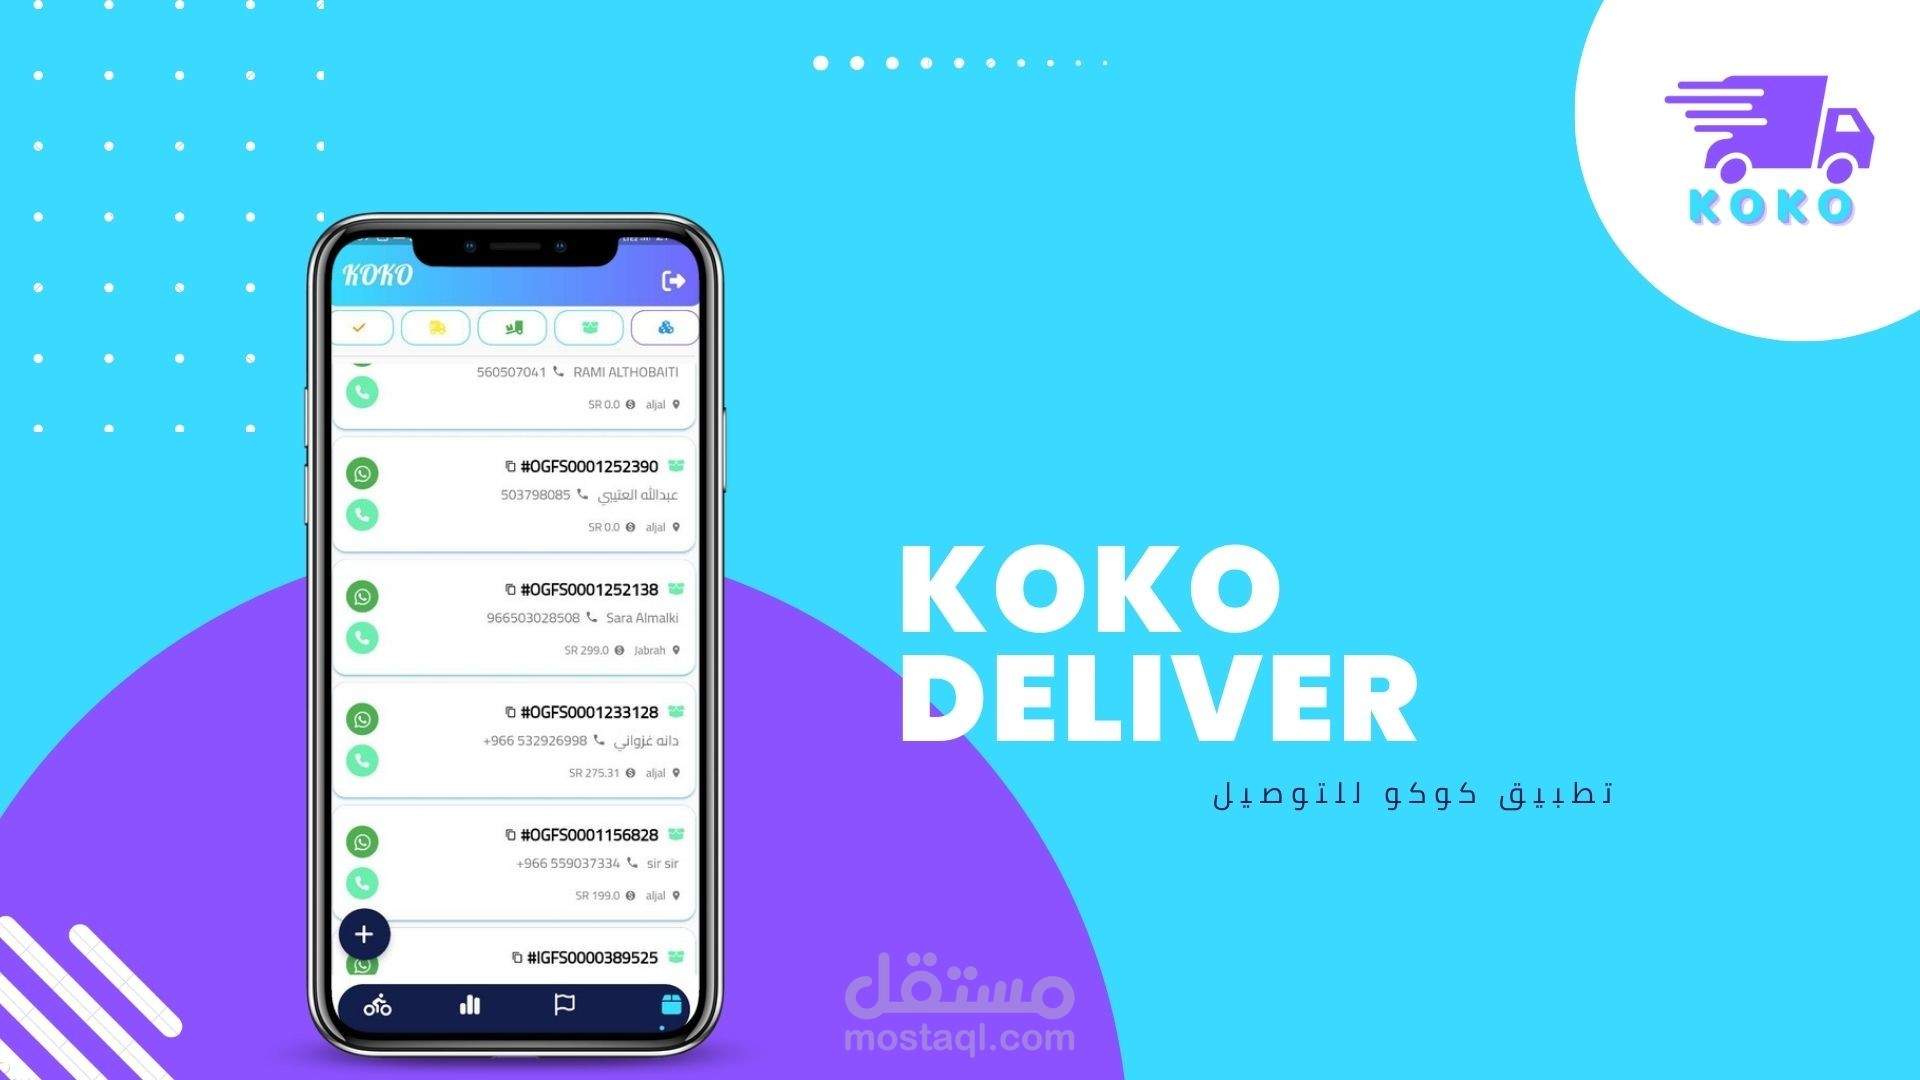 KOKO
KOKO
RAMI ALTHOBAITI 560507041
aljal SR 0.0
#OGFS0001252390
عبدالله العتيبي 503798085
aljal SR 0.0
#OGFS0001252138
Sara Almalki 966503028508
Jabrah SR 299.0
#OGFS0001233128
دانه غزواني +966 532926998
aljal SR 275.31
#OGFS0001156828
sir sir +966 559037334
aljal SR 199.0
#IGFS0000389525
KOKO
DELIVER
تطبيق كوكو للتوصيل
مستقل
mostaql.com